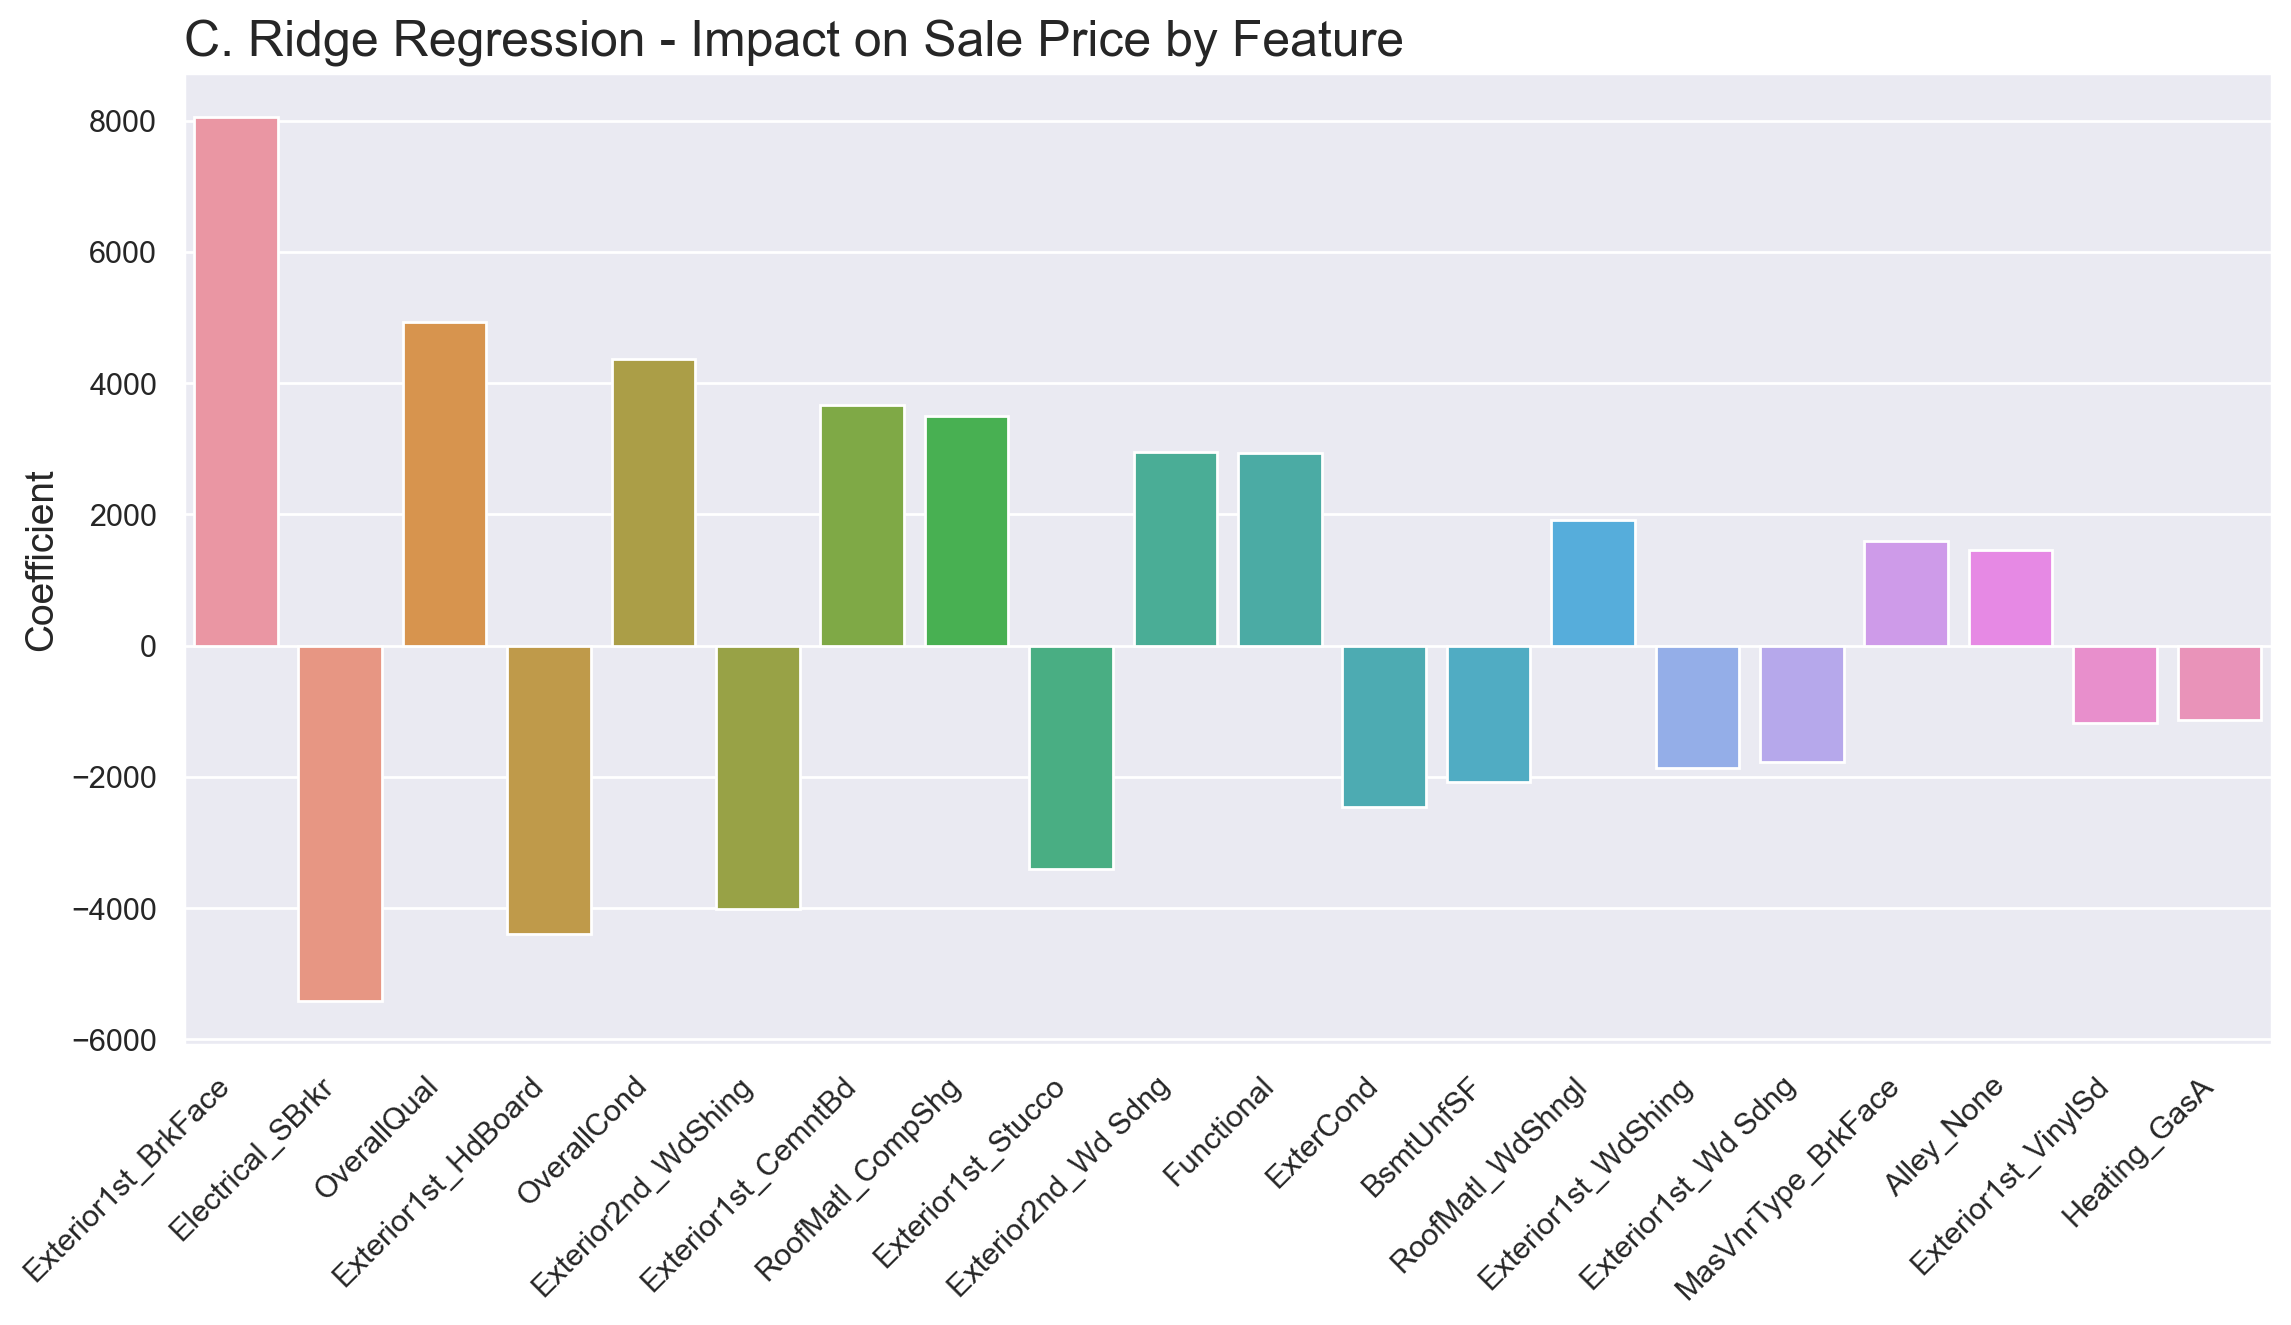 C. Ridge Regression - Impact on Sale Price by Feature
Coefficient
8000
6000
4000
2000
0
−2000
−4000
−6000
Exterior1st_BrkFace
Electrical_SBrkr
OverallQual
Exterior1st_HdBoard
OverallCond
Exterior2nd_WdShing
Exterior1st_CemntBd
RoofMatl_CompShg
Exterior1st_Stucco
Exterior2nd_Wd Sdng
Functional
ExterCond
BsmtUnfSF
RoofMatl_WdShngl
Exterior1st_WdShing
Exterior1st_Wd Sdng
MasVnrType_BrkFace
Alley_None
Exterior1st_VinylSd
Heating_GasA